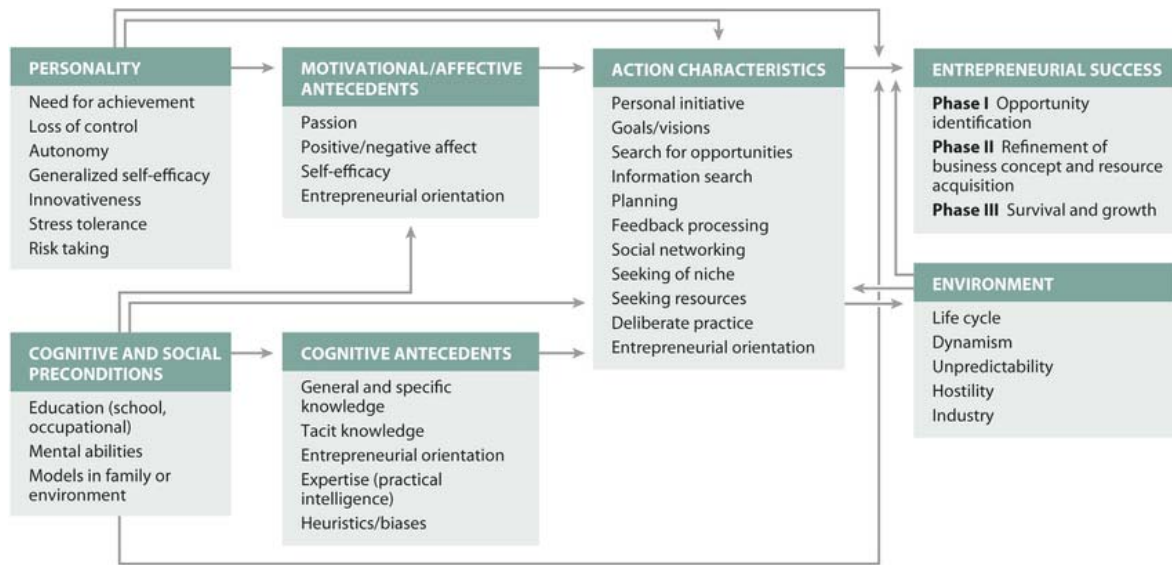 PERSONALITY
Need for achievement
Loss of control
Autonomy
Generalized self-efficacy
Innovativeness
Stress tolerance
Risk taking
MOTIVATIONAL/AFFECTIVE
ANTECEDENTS
Passion
Positive/negative affect
Self-efficacy
Entrepreneurial orientation
ACTION CHARACTERISTICS
Personal initiative
Goals/visions
Search for opportunities
Information search
Planning
Feedback processing
Social networking
Seeking of niche
Seeking resources
Deliberate practice
Entrepreneurial orientation
ENTREPRENEURIAL SUCCESS
Phase I Opportunity
identification
Phase II Refinement of
business concept and resource
acquisition
Phase III Survival and growth
COGNITIVE AND SOCIAL
PRECONDITIONS
Education (school,
occupational)
Mental abilities
Models in family or
environment
COGNITIVE ANTECEDENTS
General and specific
knowledge
Tacit knowledge
Entrepreneurial orientation
Expertise (practical
intelligence)
Heuristics/biases
ENVIRONMENT
Life cycle
Dynamism
Unpredictability
Hostility
Industry